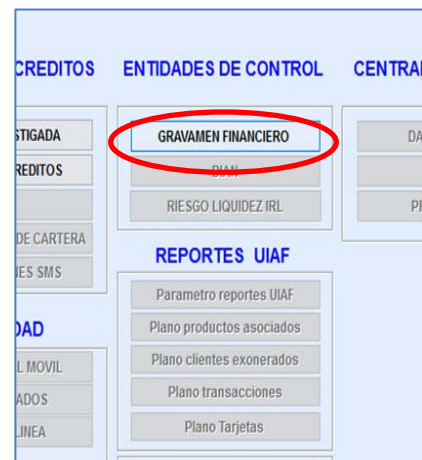 CREDITOS
STIGADA
REDITOS
DE CARTERA
NES SMS
DAD
L MOVIL
ADOS
LINEA
ENTIDADES DE CONTROL
GRAVAMEN FINANCIERO
DIAN
RIESGO LIQUIDEZ IRL
REPORTES UIAF
Parametro reportes UIAF
Plano productos asociados
Plano clientes exonerados
Plano transacciones
Plano Tarjetas
CENTRA
DA
PR